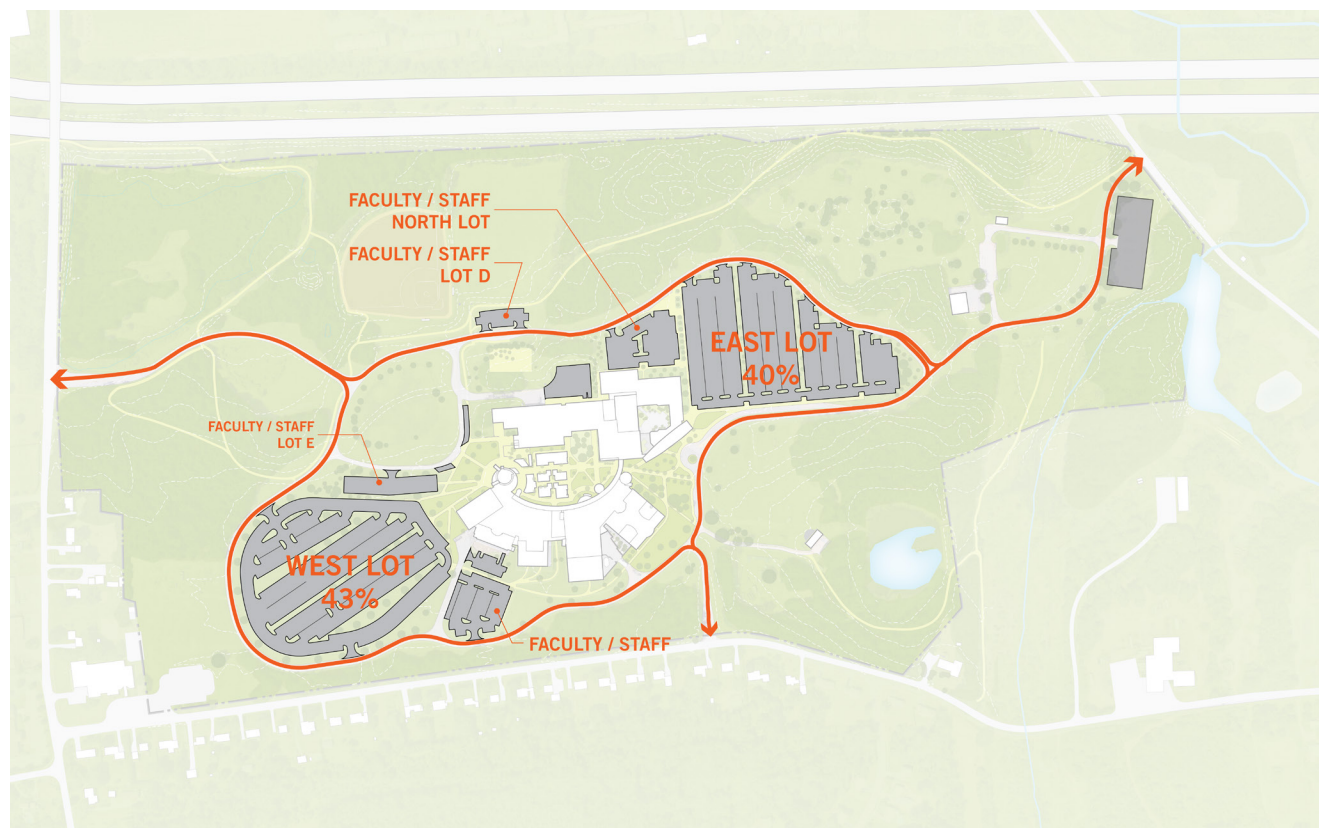 FACULTY / STAFF
NORTH LOT
FACULTY / STAFF
LOT D
EAST LOT
40%
FACULTY / STAFF
LOT E
WEST LOT
43%
FACULTY / STAFF